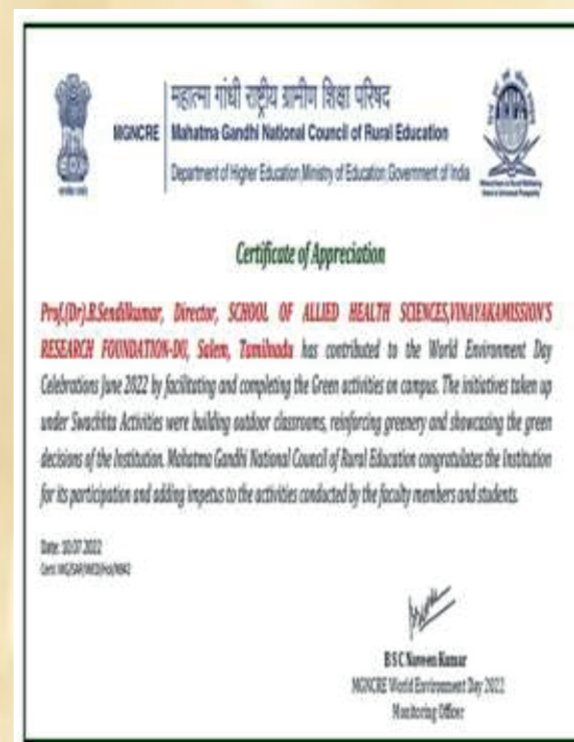 महात्मा गांधी राष्ट्रीय ग्रामीण शिक्षा परिषद
MGNCRE
Mahatma Gandhi National Council of Rural Education
Department of Higher Education,Ministry of Education,Government of India
Certificate of Appreciation
Prof.(Dr).B.Sendilkumar, Director, SCHOOL OF ALLIED HEALTH SCIENCES,VINAYAKAMISSION'S
RESEARCH FOUNDATION-DU, Salem, Tamilnadu has contributed to the World Environment Day
Celebrations June 2022 by facilitating and completing the Green activities on campus. The initiatives taken up
under Swachhta Activities were building outdoor classrooms, reinforcing greenery and showcasing the green
decisions of the Institution. Mahatma Gandhi National Council of Rural Education congratulates the Institution
for its participation and adding impetus to the activities conducted by the faculty members and students.
Date: 10.07.2022
B S C Naveen Kumar
MGNCRE World Environment Day 2022
Monitoring Officer